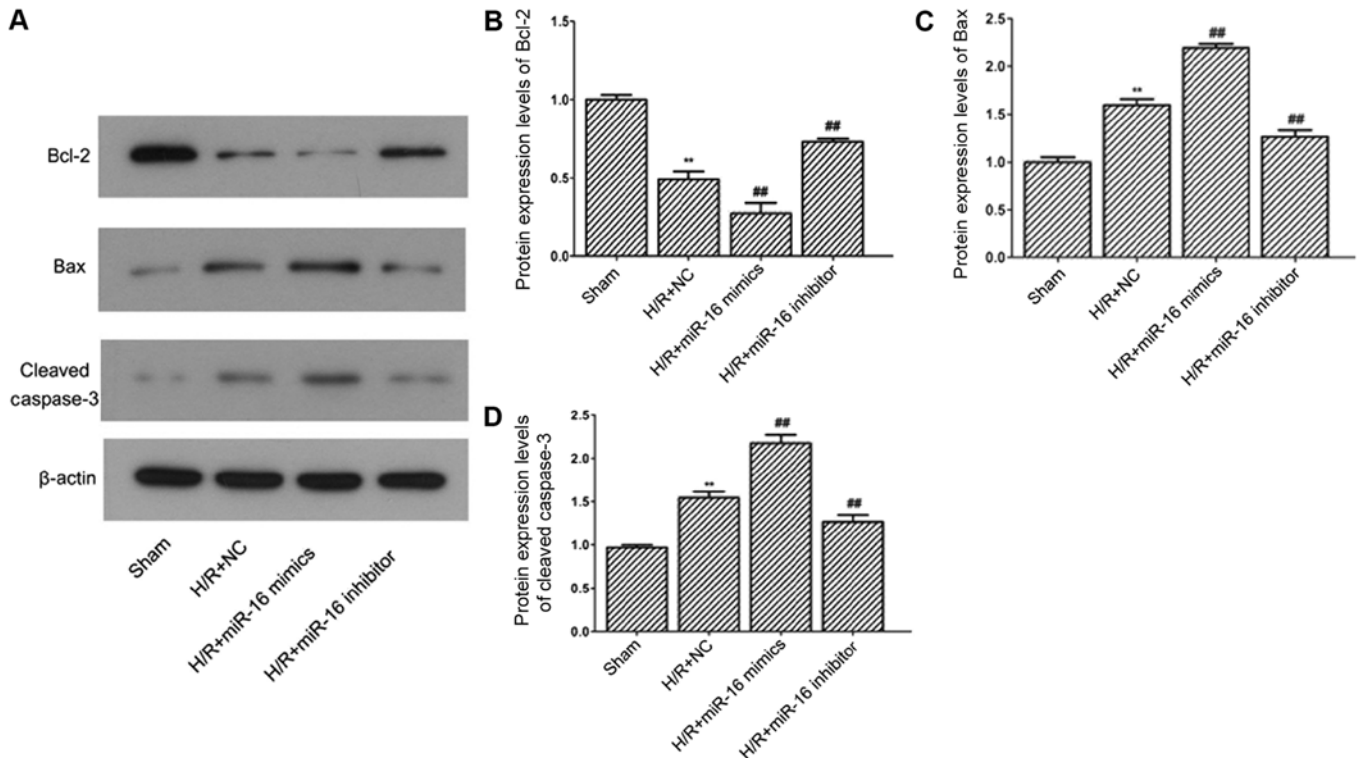 A
Bcl-2
Bax
Cleaved
caspase-3
β-actin
Sham
H/R+NC
H/R+miR-16 mimics
H/R+miR-16 inhibitor
B
Protein expression levels of Bcl-2
1.5
1.0
0.5
0.0
**
##
##
Sham
H/R+NC
H/R+miR-16 mimics
H/R+miR-16 inhibitor
C
Protein expression levels of Bax
2.5
2.0
1.5
1.0
0.5
0.0
**
##
##
Sham
H/R+NC
H/R+miR-16 mimics
H/R+miR-16 inhibitor
D
Protein expression levels
of cleaved caspase-3
2.5
2.0
1.5
1.0
0.5
0.0
**
##
##
Sham
H/R+NC
H/R+miR-16 mimics
H/R+miR-16 inhibitor